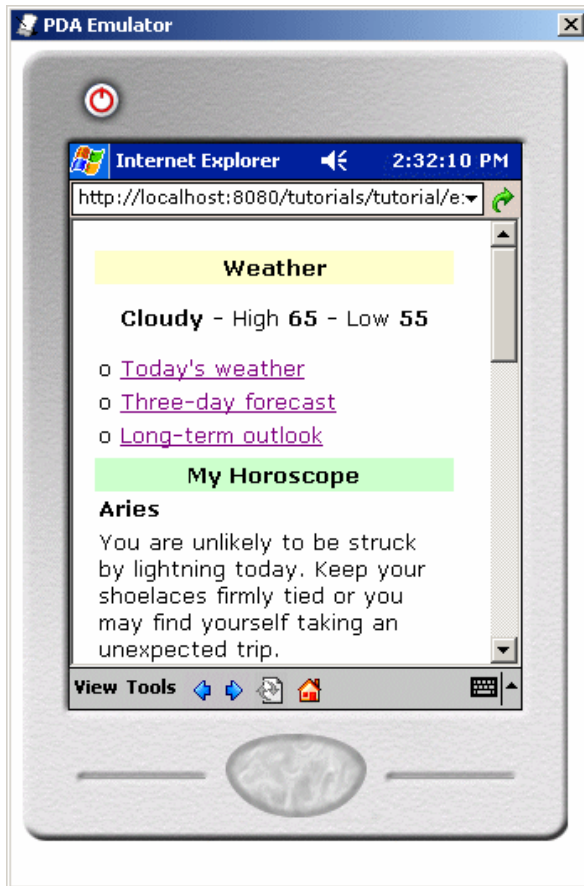 PDA Emulator
Internet Explorer 2:32:10 PM
http://localhost:8080/tutorials/tutorial/e
Weather
Cloudy - High 65 - Low 55
o Today's weather
o Three-day forecast
o Long-term outlook
My Horoscope
Aries
You are unlikely to be struck
by lightning today. Keep your
shoelaces firmly tied or you
may find yourself taking an
unexpected trip.
View Tools